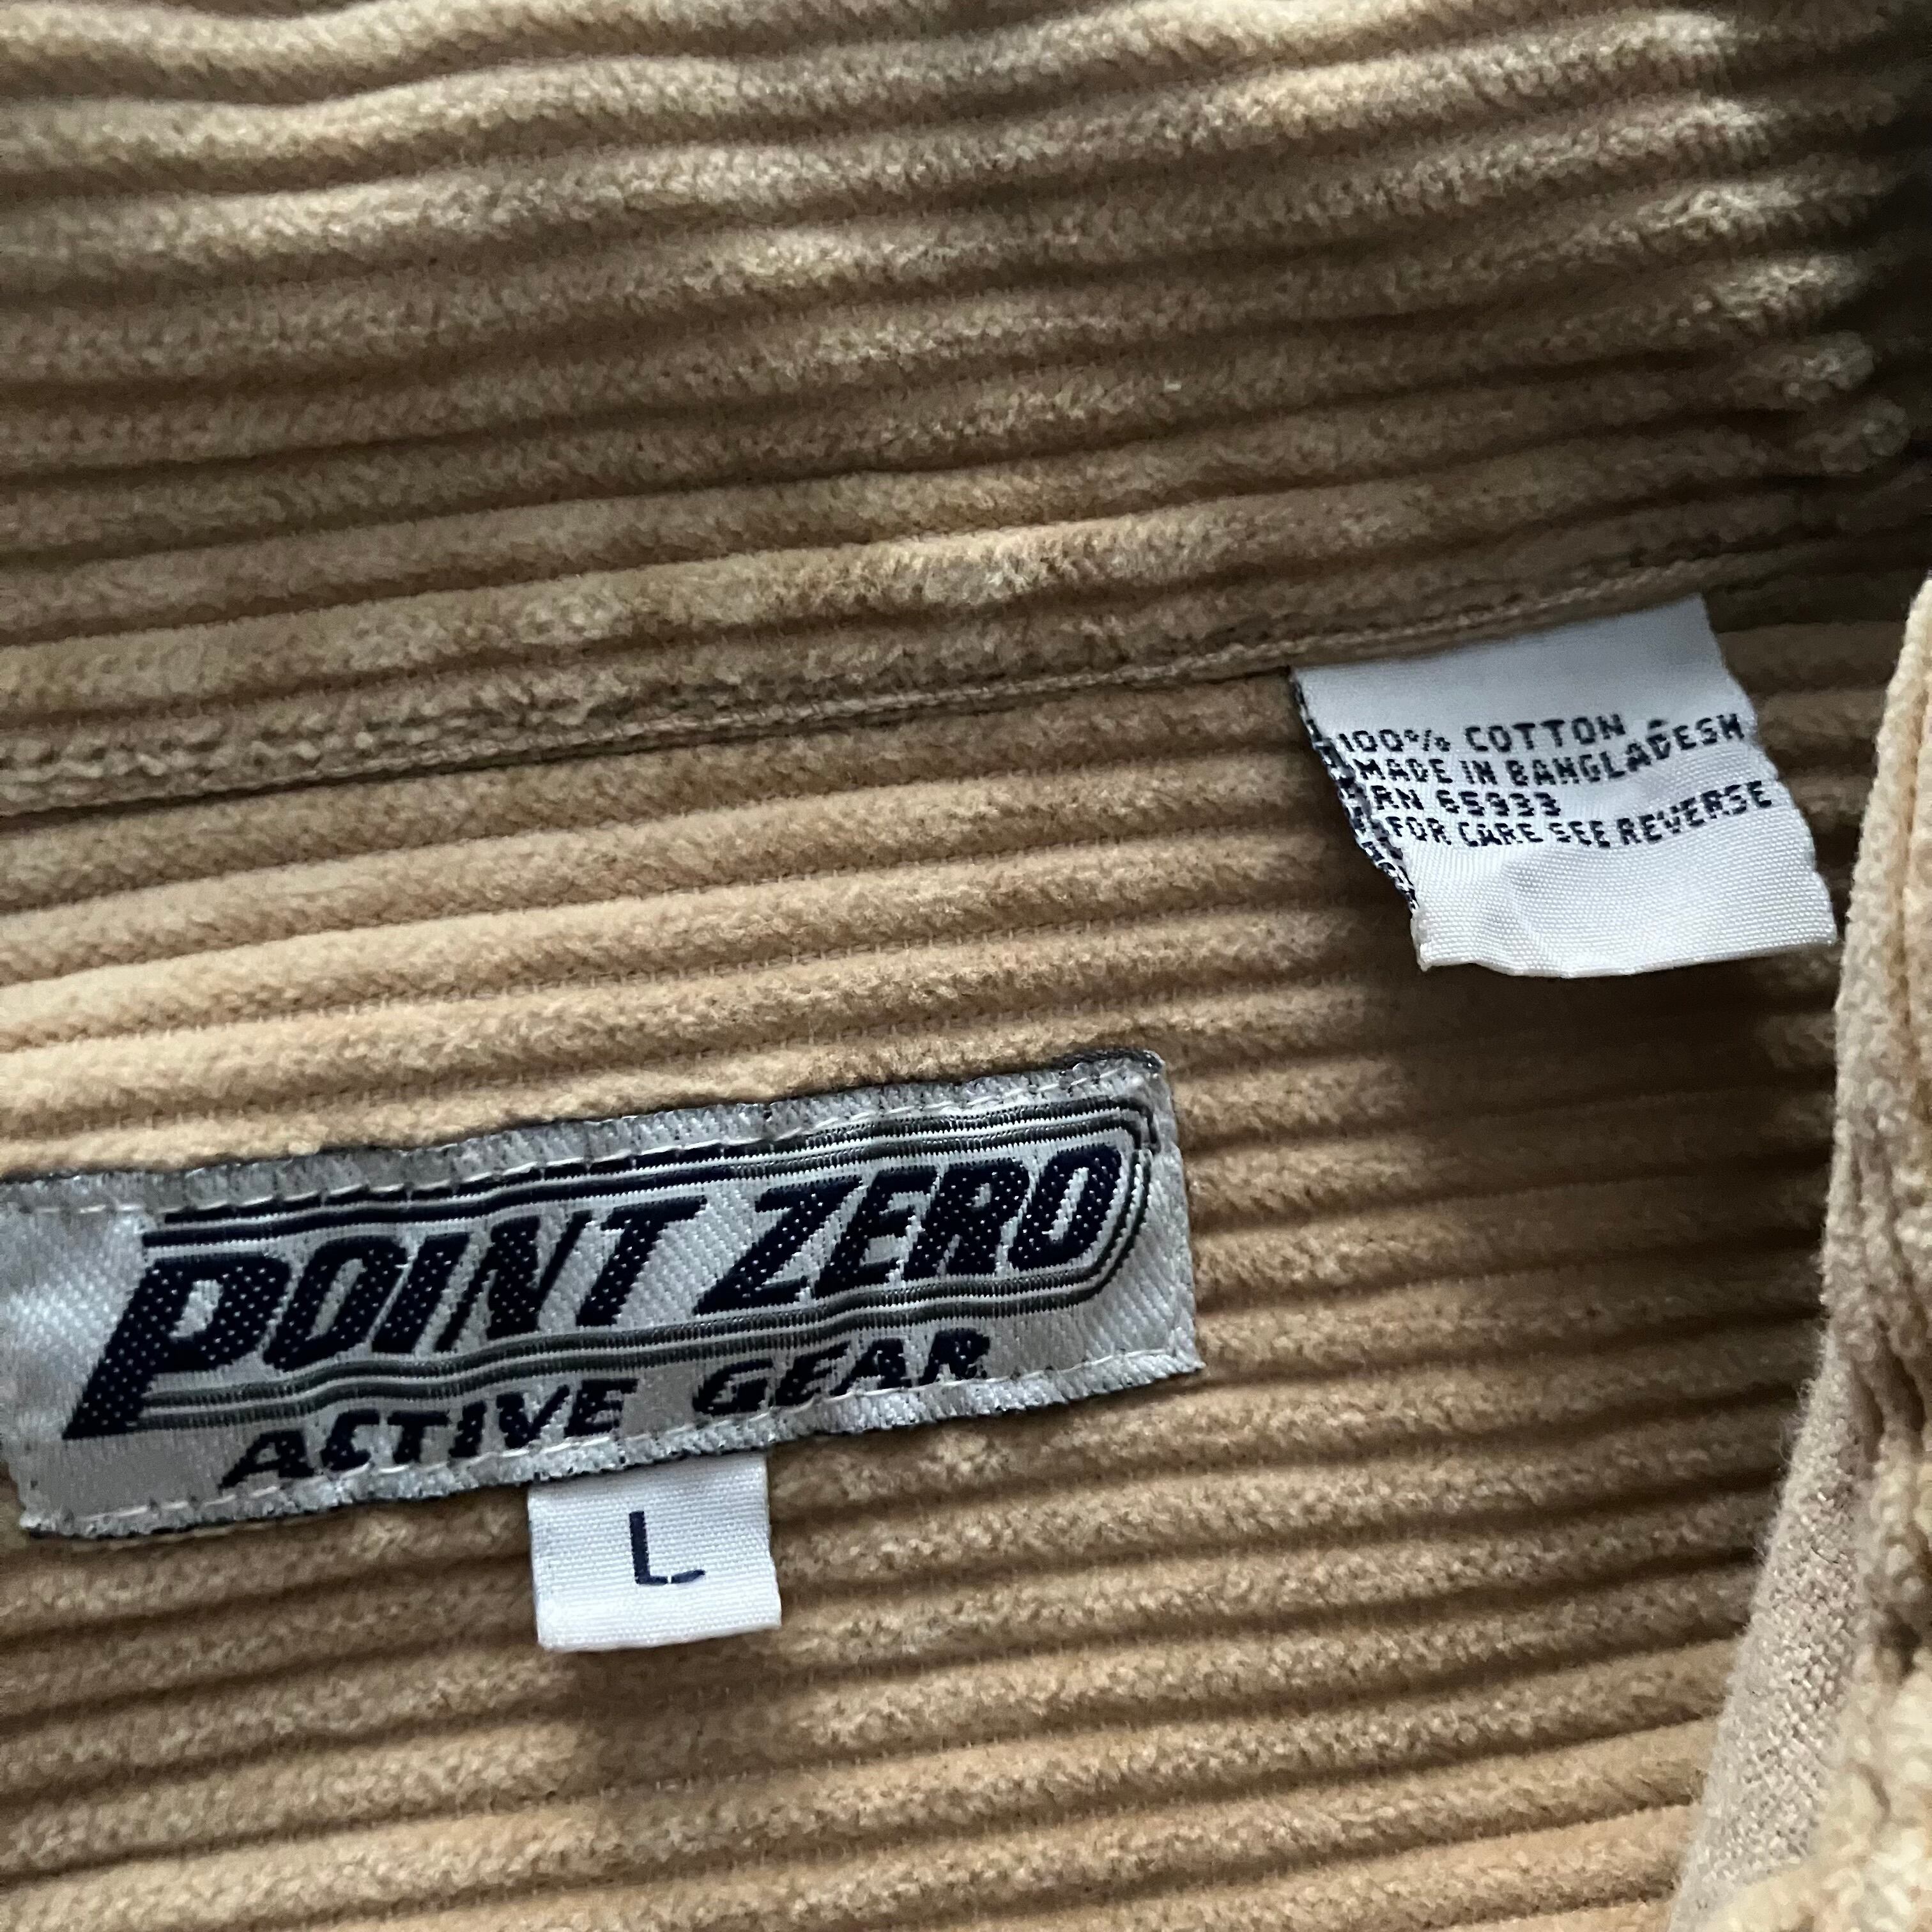 100% COTTON
MADE IN BANGLADESH
RN 65933
FOR CARE SEE REVERSE
POINT ZERO
ACTIVE GEAR
L